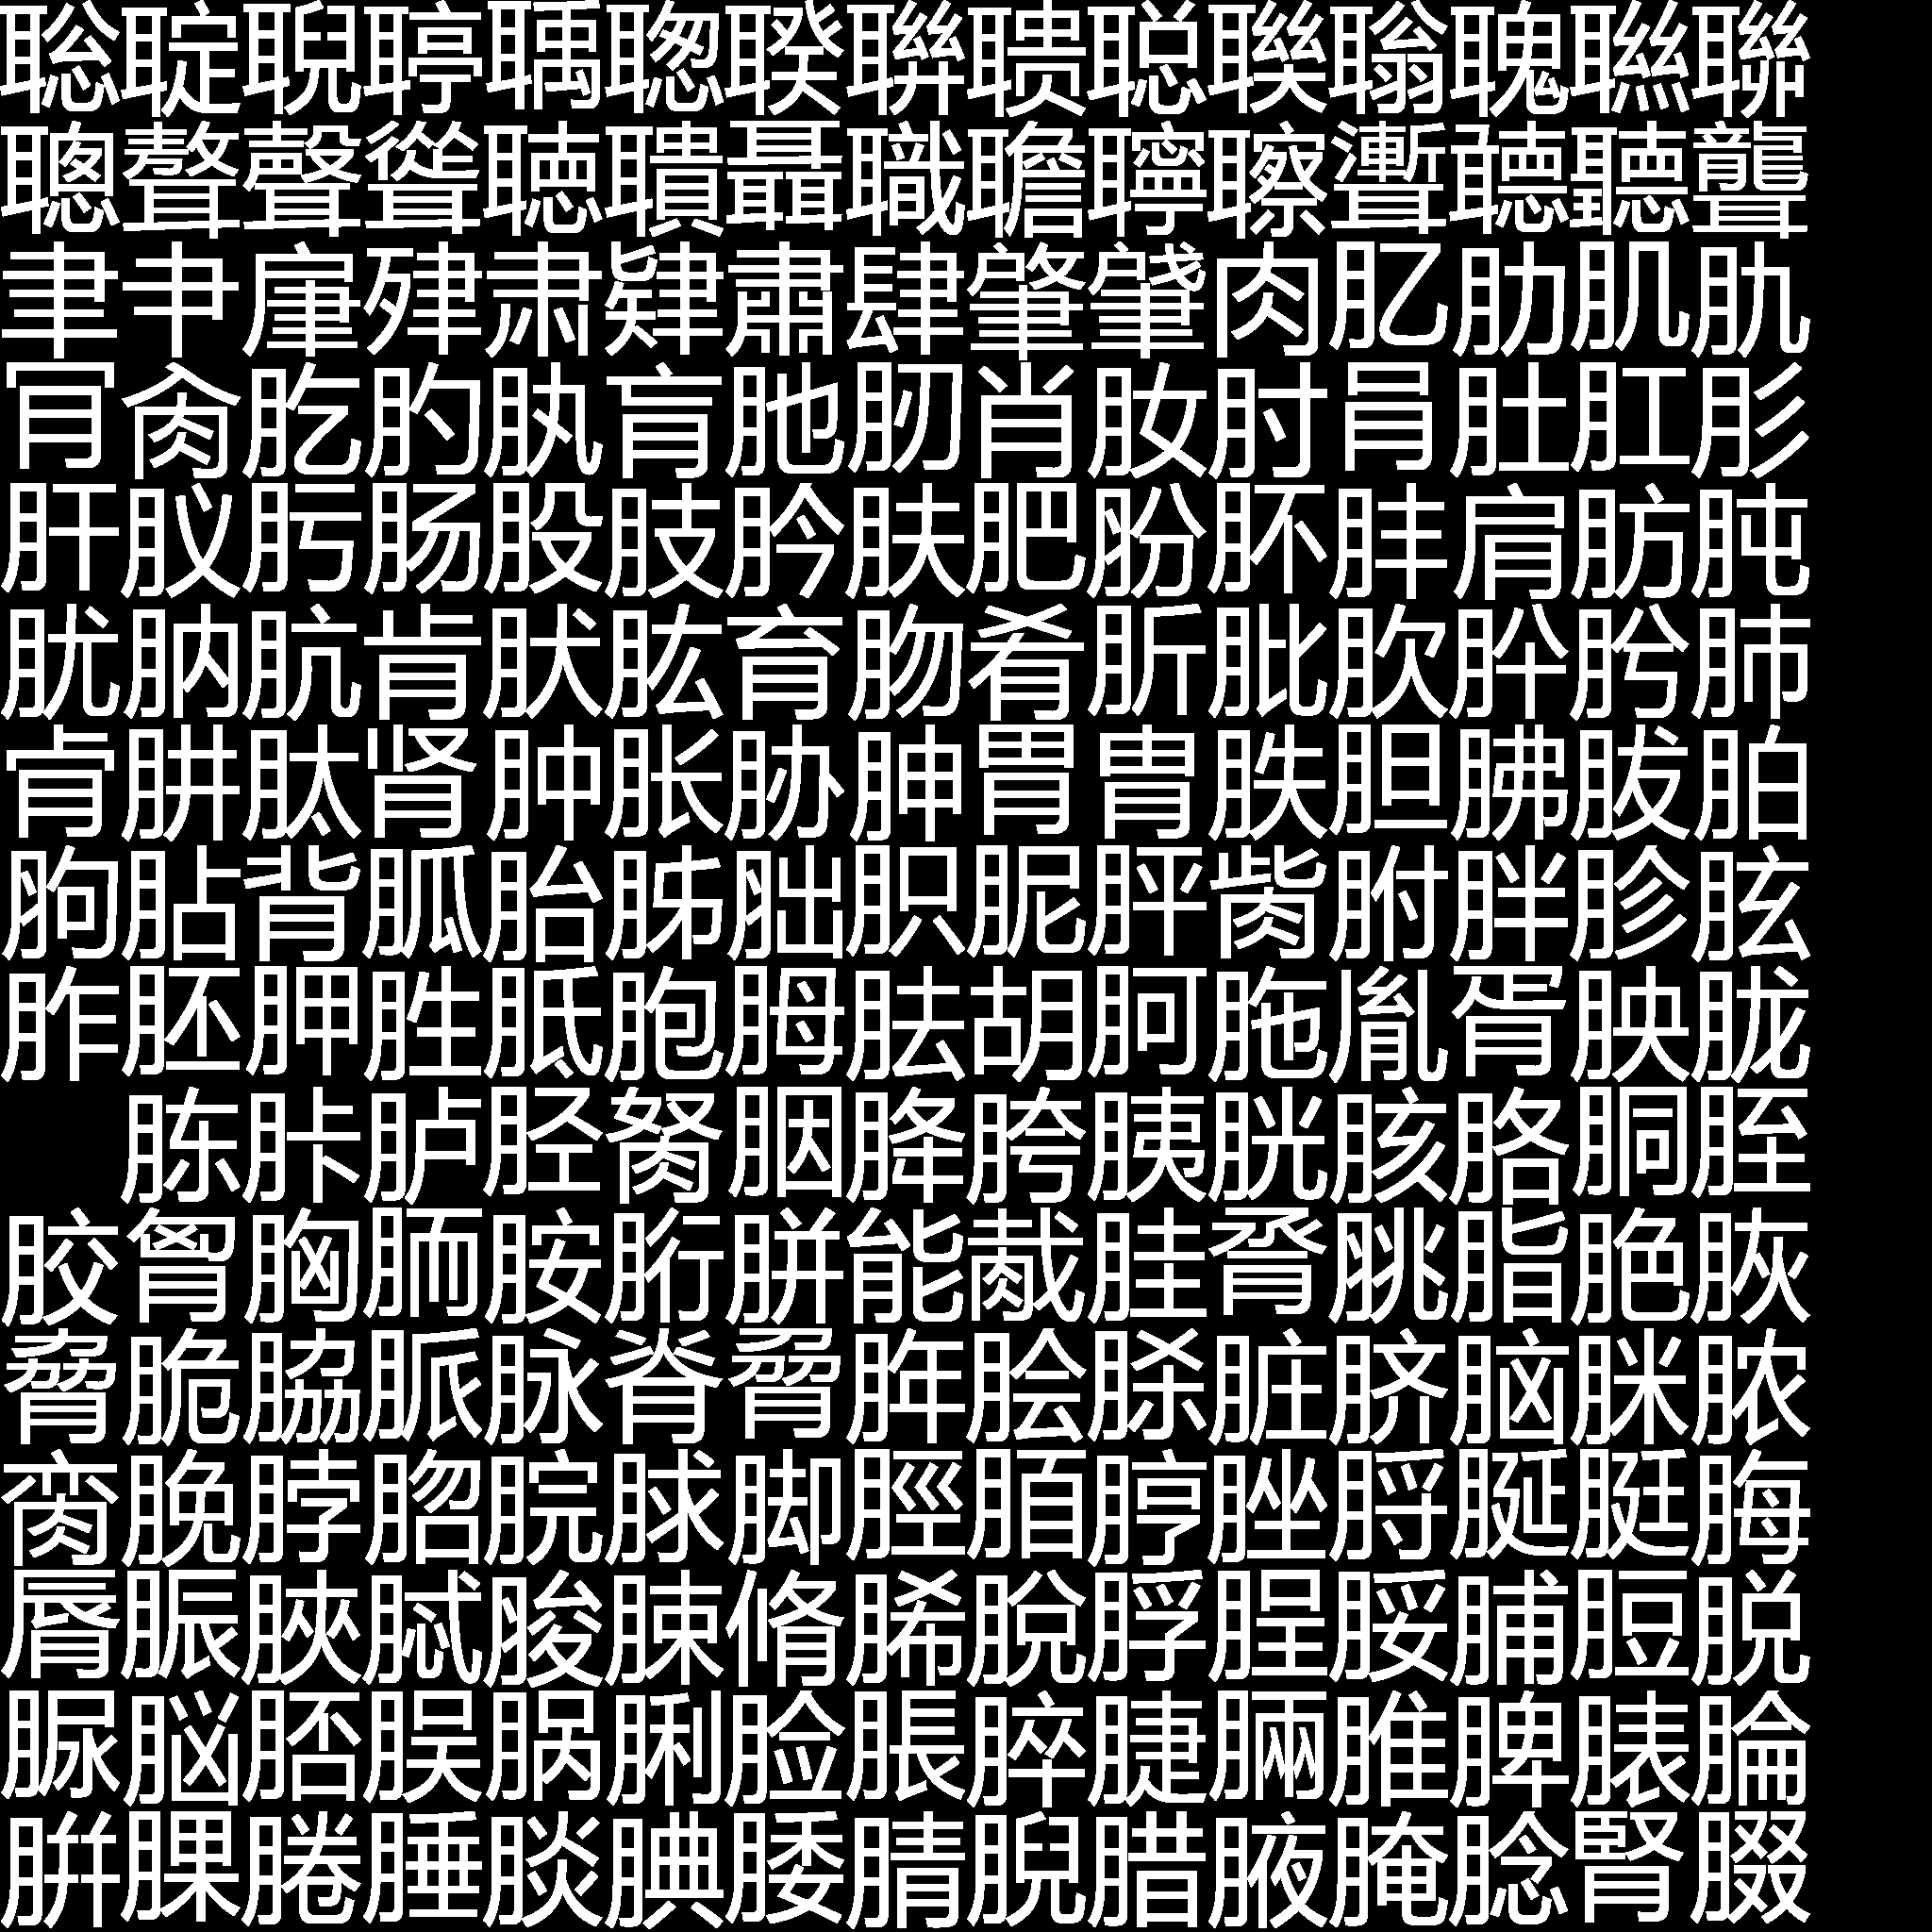 聡聢聣聤聥聦聧聨聩聪聫聬聭聮聯
聰聱聲聳聴聵聶職聸聹聺聻聼聽聾
聿肀肁肂肃肄肅肆肇肈肉肊肋肌肍
肎肏肐肑肒肓肔肕肖肗肘肙肚肛肜
肝肞肟肠股肢肣肤肥肦肧肨肩肪肫
肬肭肮肯肰肱育肳肴肵肶肷肸肹肺
肻肼肽肾肿胀胁胂胃胄胅胆胇胈胉
胊胋背胍胎胏胐胑胒胓胔胕胖胗胘
胙胚胛胜胝胞胟胠胡胢胣胤胥胦胧
胨胩胪胫胬胭胮胯胰胱胲胳胴胵
胶胷胸胹胺胻胼能胾胿脀脁脂脃脄
脅脆脇脈脉脊脋脌脍脎脏脐脑脒脓
脔脕脖脗脘脙脚脛脜脝脞脟脠脡脢
脣脤脥脦脧脨脩脪脫脬脭脮脯脰脱
脲脳脴脵脶脷脸脹脺脻脼脽脾脿腀
腁腂腃腄腅腆腇腈腉腊腋腌腍腎腏